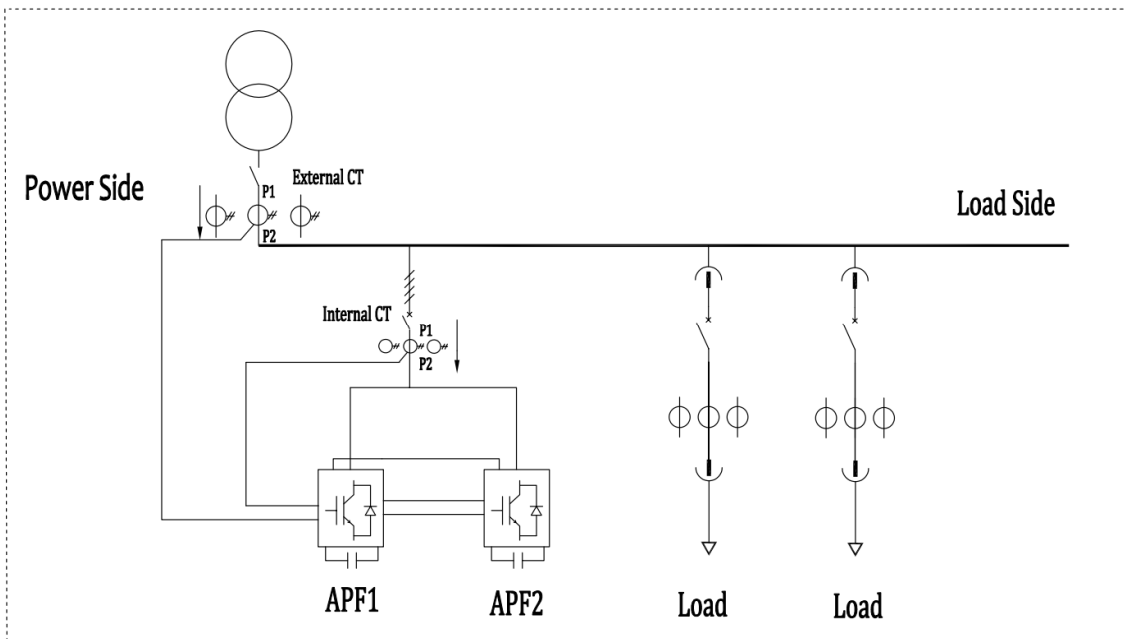 External CT
Power Side
P1
Load Side
P2
Internal CT
P1
P2
APF1
APF2
Load
Load